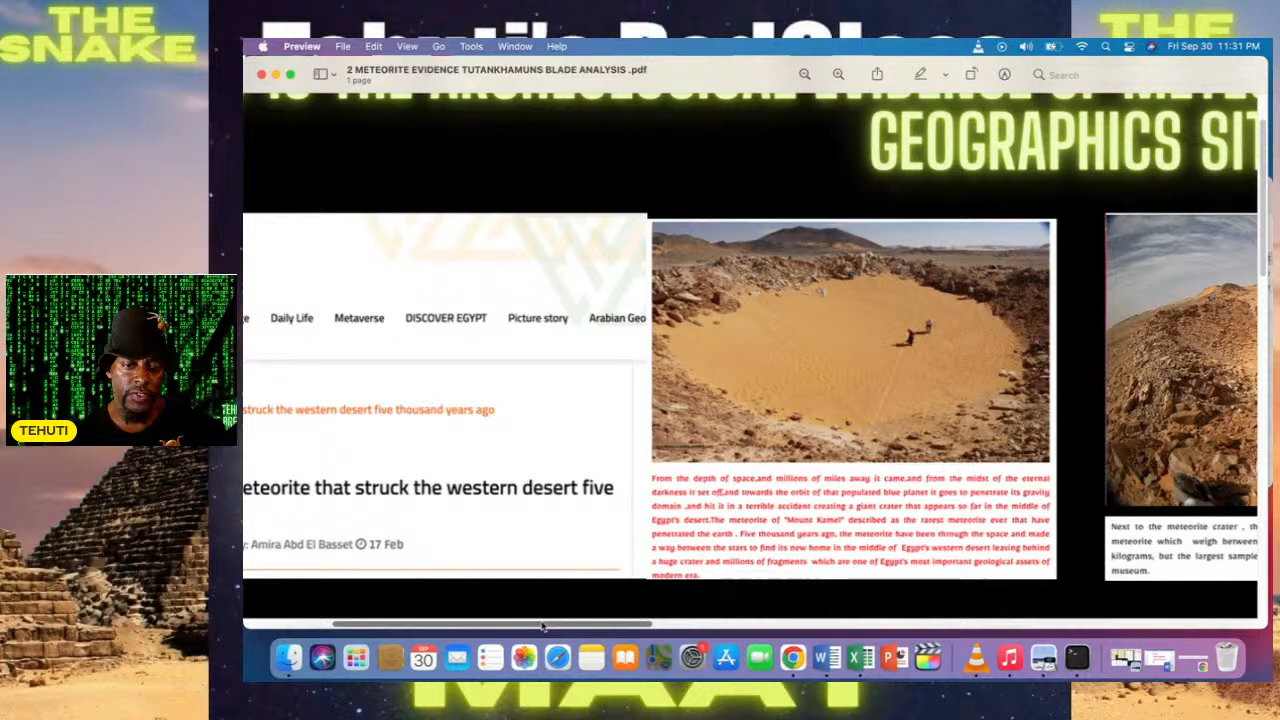 THE
SNAKE
THE
Preview File Edit View Go Tools Window Help
Fri Sep 30 11:31 PM
2 METEORITE EVIDENCE TUTANKHAMUNS BLADE ANALYSIS .pdf
1 page
Search
GEOGRAPHICS SIT
Daily Life Metaverse DISCOVER EGYPT Picture story Arabian Geo
struck the western desert five thousand years ago
eteorite that struck the western desert five
y: Amira Abd El Basset 17 Feb
From the depth of space,and millions of miles away it came,and from the midst of the eternal
darkness it set off,and towards the orbit of that populated blue planet it goes to penetrate its gravity
domain ,and hit it in a terrible accident creating a giant crater that appears so far in the middle of
Egypt's desert.The meteorite of "Mount Kamel" described as the rarest meteorite ever that have
penetrated the earth . Five thousand years ago, the meteorite have been through the space and made
a way between the stars to find its new home in the middle of Egypt's western desert leaving behind
a huge crater and millions of fragments which are one of Egypt's most important geological assets of
modern era.
Next to the meteorite crater , th
meteorite which weigh between
kilograms, but the largest sample
museum.
TEHUTI
SEP
30
MAAT